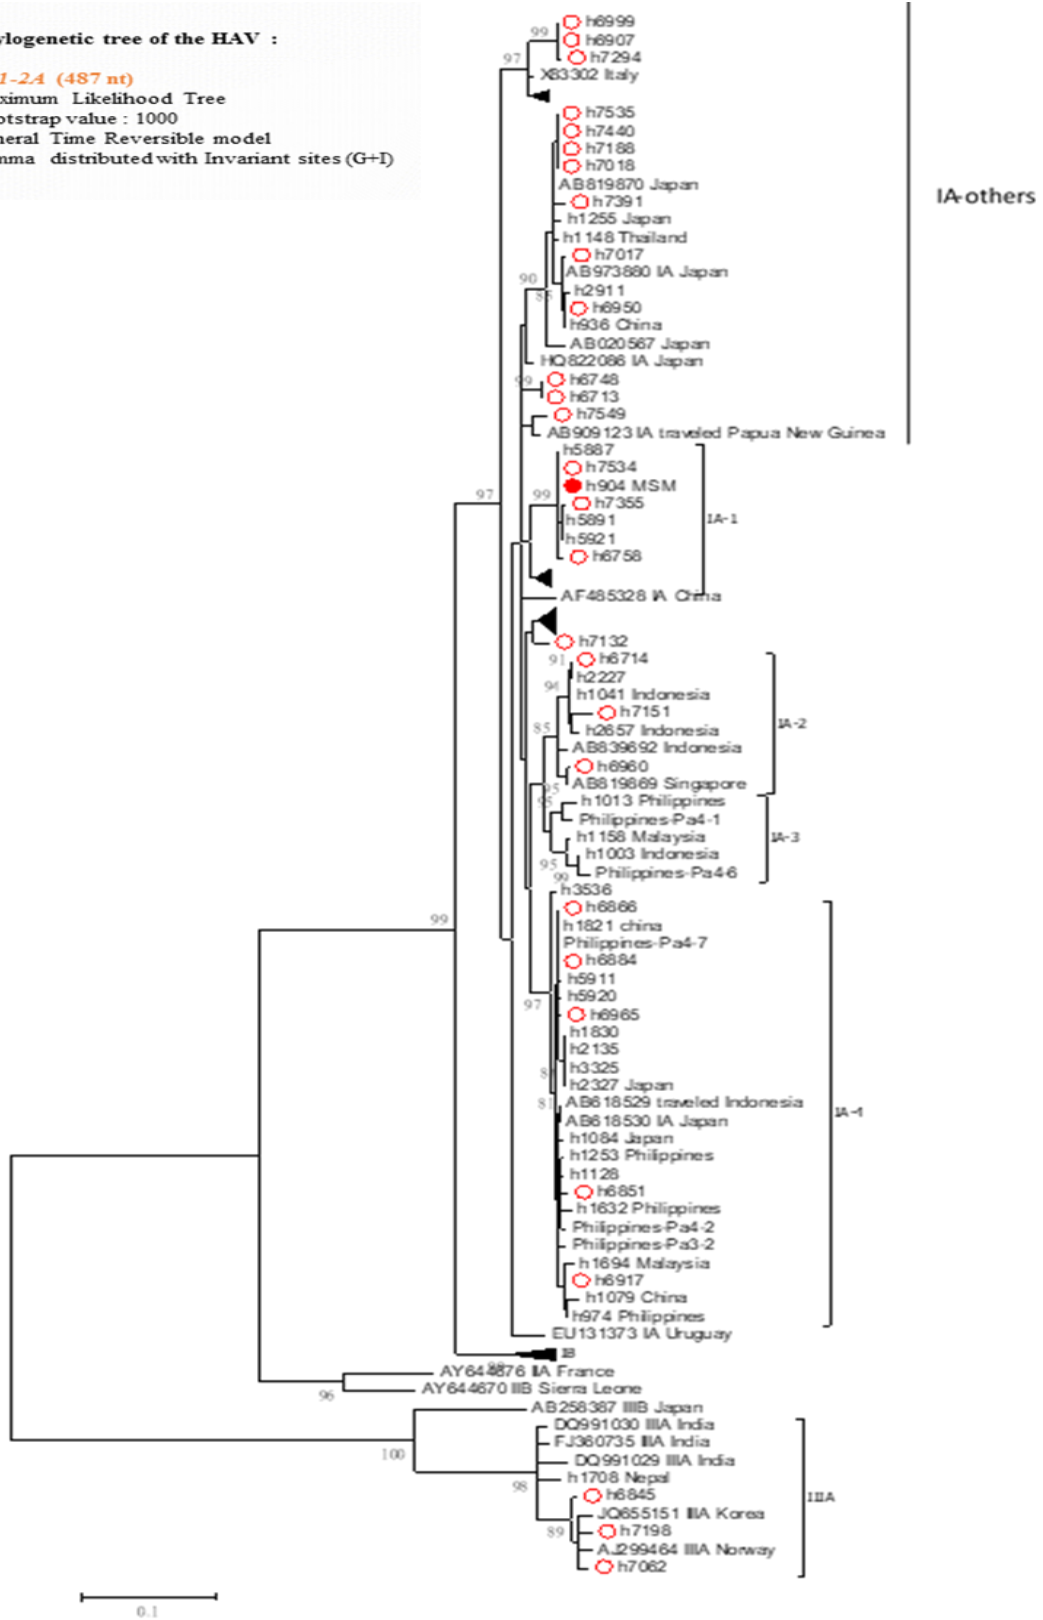 ylogenetic tree of the HAV :
1-2A (487 nt)
ximum Likelihood Tree
otstrap value : 1000
neral Time Reversible model
mma distributed with Invariant sites (G+I)
h6999
99
h6907
97
h7294
X83302 Italy
h7535
h7440
h7188
h7018
AB819870 Japan
h7391
IA-others
h1255 Japan
h1148 Thailand
h7017
AB973880 IA Japan
90
h2911
h6950
h936 China
AB020567 Japan
HQ822086 IA Japan
99
h6748
h6713
h7549
AB909123 IA traveled Papua New Guinea
h5887
h7534
h904 MSM
97
99
h7355
h5891
IA-1
h5921
h6758
AF485328 IA China
h7132
91
h6714
h2227
94
h1041 Indonesia
h7151
85
h2657 Indonesia
IA-2
AB839692 Indonesia
h6960
AB819869 Singapore
95
95
h1013 Philippines
Philippines-Pa4-1
h1158 Malaysia
IA-3
h1003 Indonesia
95
Philippines-Pa4-6
99
h3536
h6866
99
h1821 china
Philippines-Pa4-7
h6884
h5911
h5920
97
h6965
h1830
h2135
h3325
h2327 Japan
81
AB618529 traveled Indonesia
IA-4
AB618530 IA Japan
h1084 Japan
h1253 Philippines
h1128
h6851
h1632 Philippines
Philippines-Pa4-2
Philippines-Pa3-2
h1694 Malaysia
h6917
h1079 China
h974 Philippines
EU131373 IA Uruguay
IB
AY644676 IIA France
96
AY644670 IIB Sierra Leone
AB258387 IIIB Japan
DQ991030 IIIA India
FJ360735 IIIA India
100
DQ991029 IIIA India
h1708 Nepal
98
h6845
IIIA
JQ655151 IIIA Korea
89
h7198
AJ299464 IIIA Norway
h7062
0.1